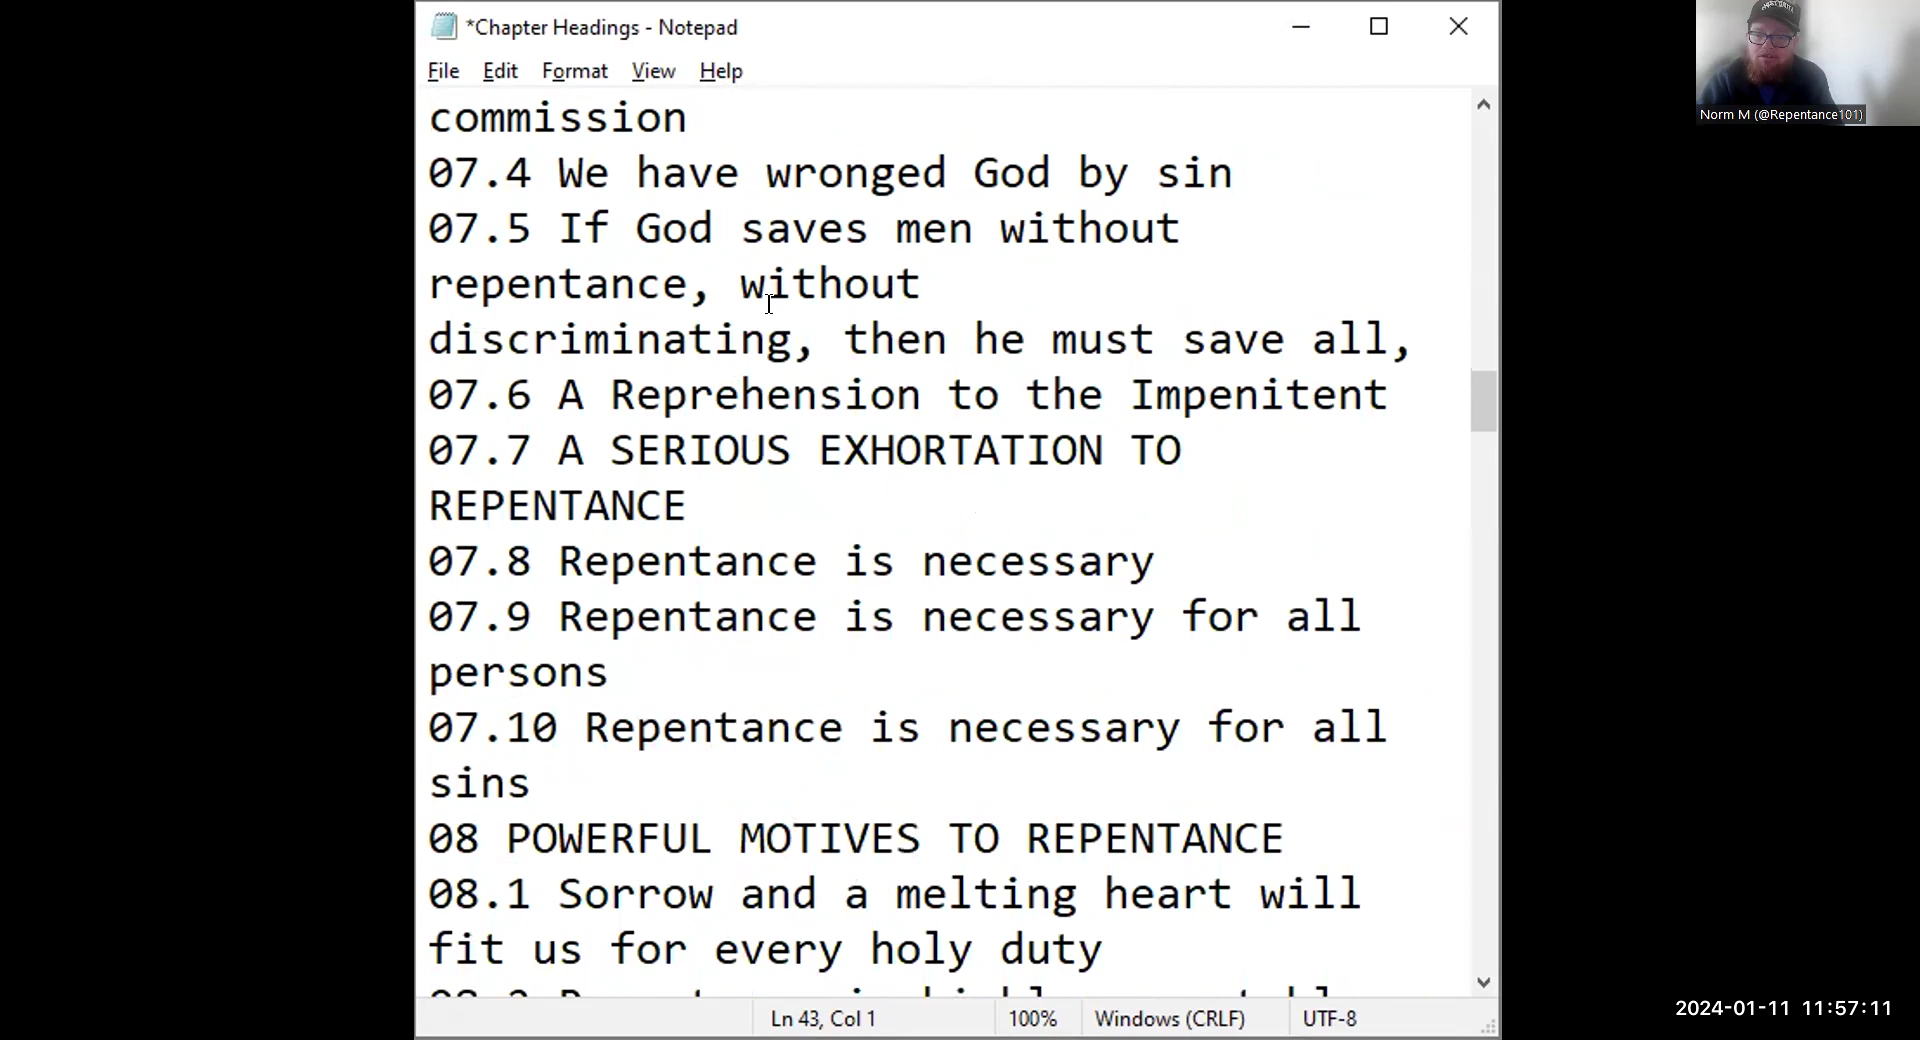 *Chapter Headings - Notepad
File Edit Format View Help
commission
07.4 We have wronged God by sin
07.5 If God saves men without
repentance, without
discriminating, then he must save all,
07.6 A Reprehension to the Impenitent
07.7 A SERIOUS EXHORTATION TO
REPENTANCE
07.8 Repentance is necessary
07.9 Repentance is necessary for all
persons
07.10 Repentance is necessary for all
sins
08 POWERFUL MOTIVES TO REPENTANCE
08.1 Sorrow and a melting heart will
fit us for every holy duty
Ln 43, Col 1 100% Windows (CRLF) UTF-8
Norm M (@Repentance101)
2024-01-11 11:57:11